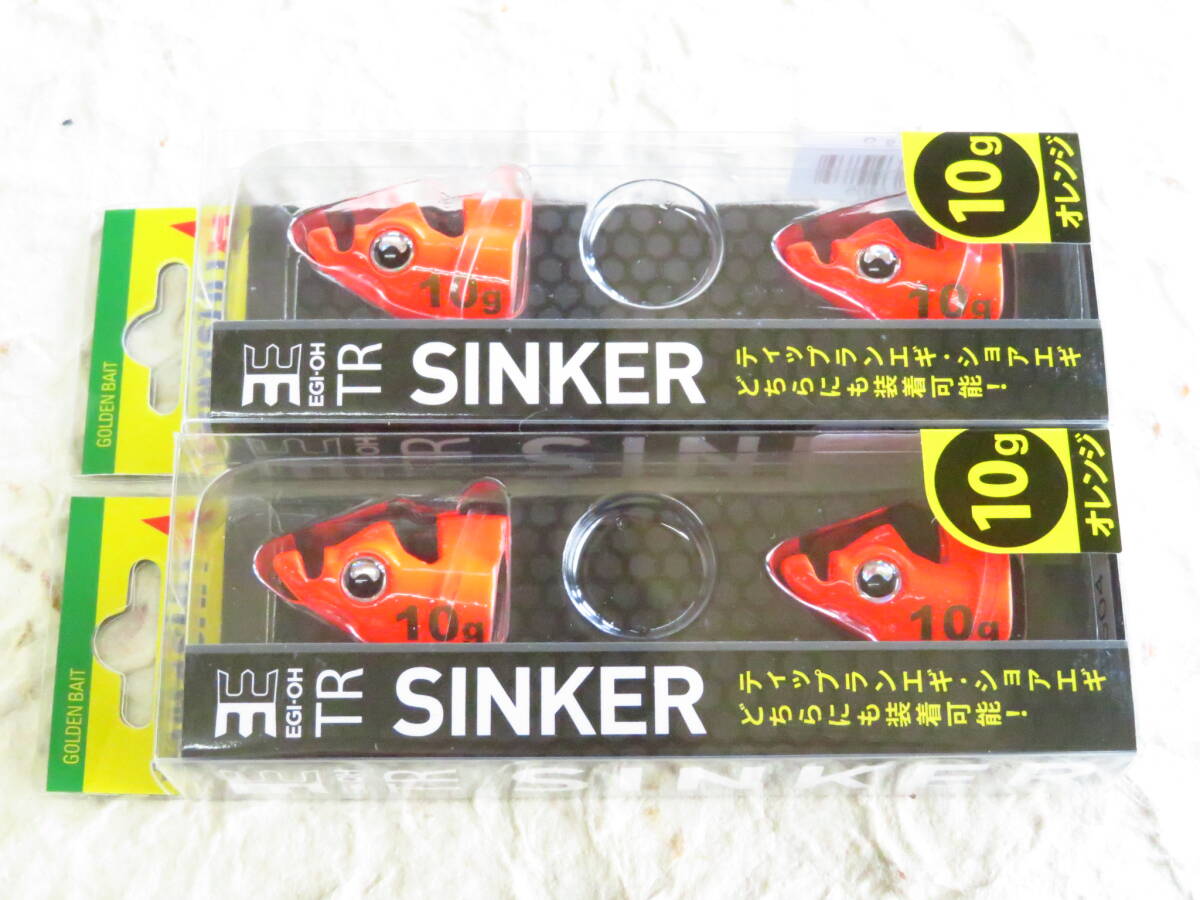 10g
オレンジ
10g
10g
GOLDEN BAIT
EGI-OH
TR
SINKER
ティップランエギ・ショアエギ
どちらにも装着可能！
10g
オレンジ
10g
10g
GOLDEN BAIT
EGI-OH
TR
SINKER
ティップランエギ・ショアエギ
どちらにも装着可能！